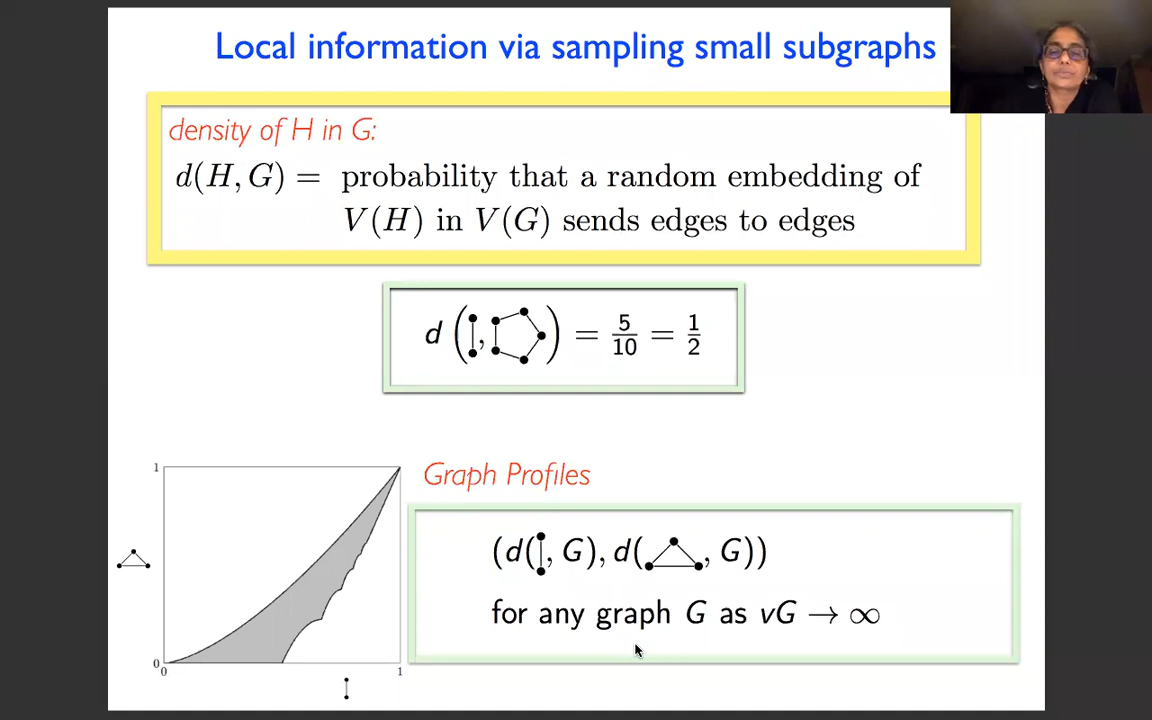 Local information via sampling small subgraphs
density of H in G:
d(H, G) = probability that a random embedding of
V(H) in V(G) sends edges to edges
d ( , ) = 5/10 = 1/2
Graph Profiles
(d( , G), d( , G))
for any graph G as vG → ∞
1
0
0
1